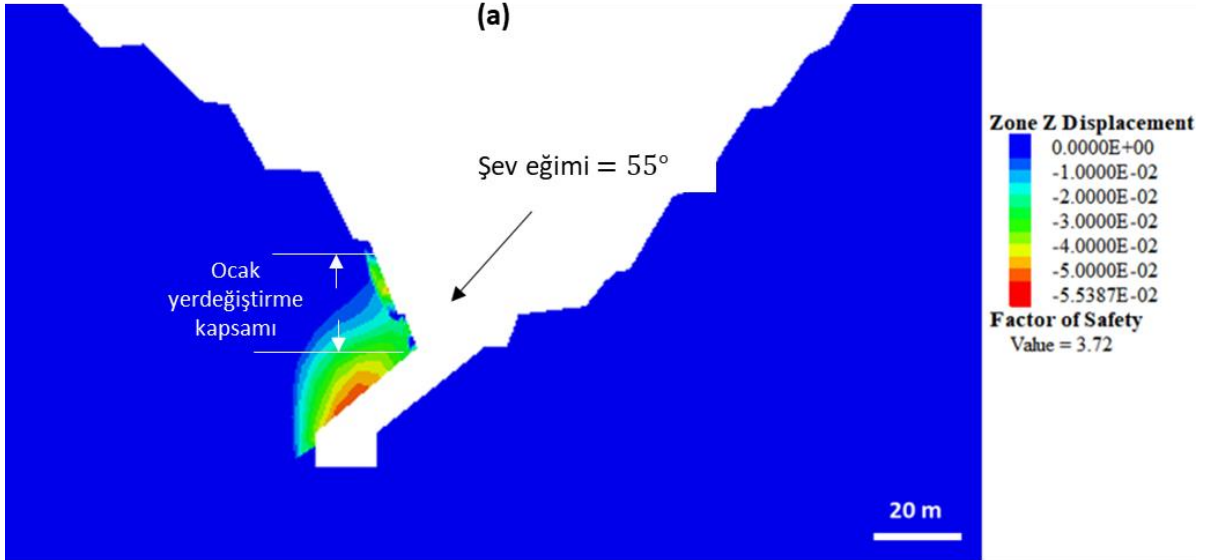 (a)
Şev eğimi = 55°
Ocak
yerdeğiştirme
kapsamı
20 m
Zone Z Displacement
0.0000E+00
-1.0000E-02
-2.0000E-02
-3.0000E-02
-4.0000E-02
-5.0000E-02
-5.5387E-02
Factor of Safety
Value = 3.72